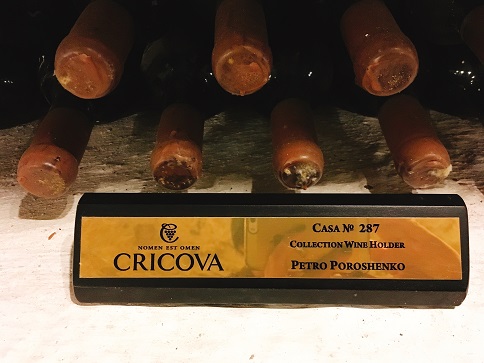 NOMEN EST OMEN
CRICOVA
CASA № 287
COLLECTION WINE HOLDER
PETRO POROSHENKO